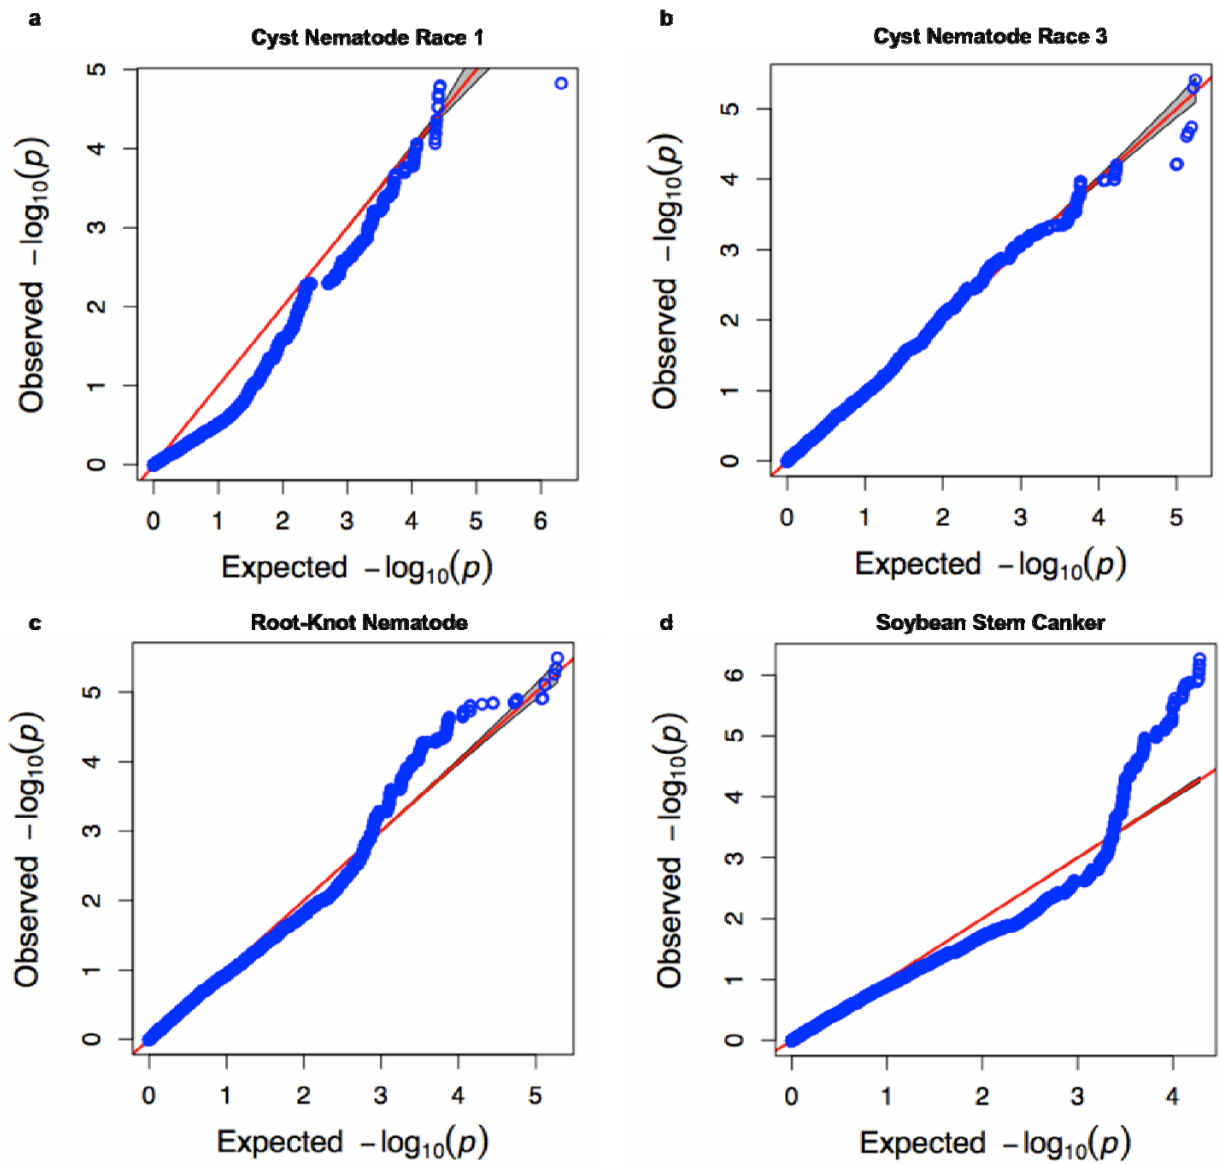 a
Cyst Nematode Race 1
5
4
3
2
1
0
Observed −log10(p)
0 1 2 3 4 5 6
Expected −log10(p)
b
Cyst Nematode Race 3
5
4
3
2
1
0
Observed −log10(p)
0 1 2 3 4 5
Expected −log10(p)
c
Root-Knot Nematode
5
4
3
2
1
0
Observed −log10(p)
0 1 2 3 4 5
Expected −log10(p)
d
Soybean Stem Canker
6
5
4
3
2
1
0
Observed −log10(p)
0 1 2 3 4
Expected −log10(p)